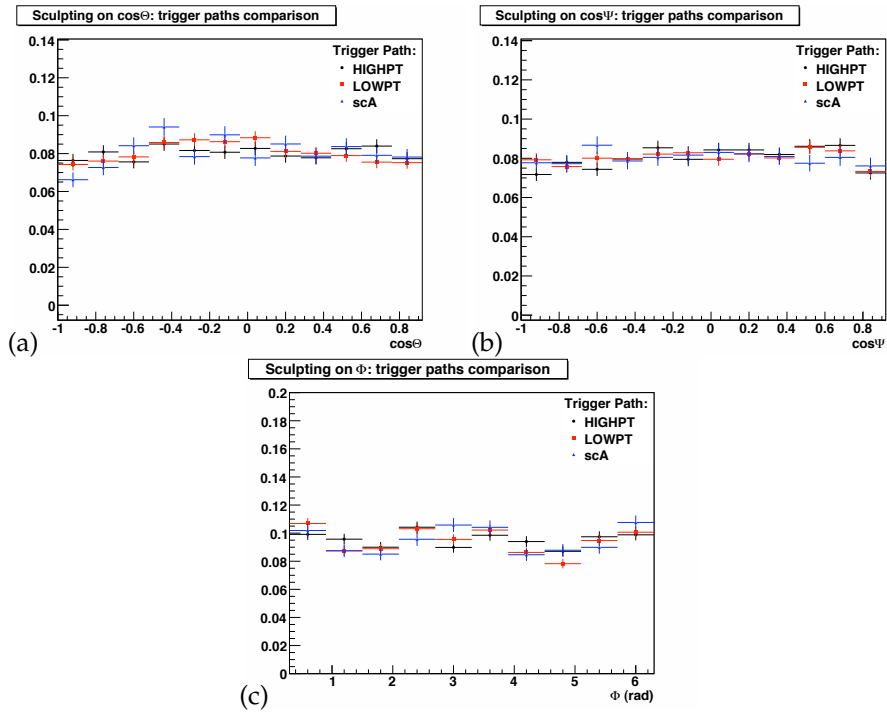 Sculpting on cosΘ: trigger paths comparison
0.14
0.12
0.1
0.08
0.06
0.04
0.02
0
Trigger Path:
HIGHPT
LOWPT
scA
-1 -0.8 -0.6 -0.4 -0.2 0 0.2 0.4 0.6 0.8
cosΘ
(a)
Sculpting on cosΨ: trigger paths comparison
0.14
0.12
0.1
0.08
0.06
0.04
0.02
0
Trigger Path:
HIGHPT
LOWPT
scA
-1 -0.8 -0.6 -0.4 -0.2 0 0.2 0.4 0.6 0.8
cosΨ
(b)
Sculpting on Φ: trigger paths comparison
0.2
0.18
0.16
0.14
0.12
0.1
0.08
0.06
0.04
0.02
0
Trigger Path:
HIGHPT
LOWPT
scA
1 2 3 4 5 6
Φ (rad)
(c)